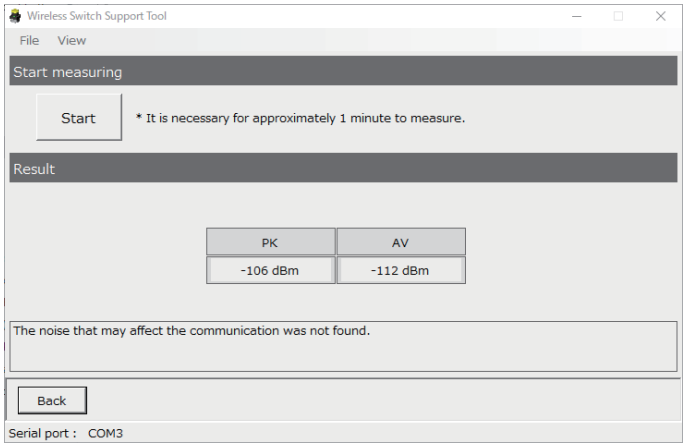 Wireless Switch Support Tool
File View
Start measuring
Start * It is necessary for approximately 1 minute to measure.
Result
PK AV
-106 dBm -112 dBm
The noise that may affect the communication was not found.
Back
Serial port : COM3